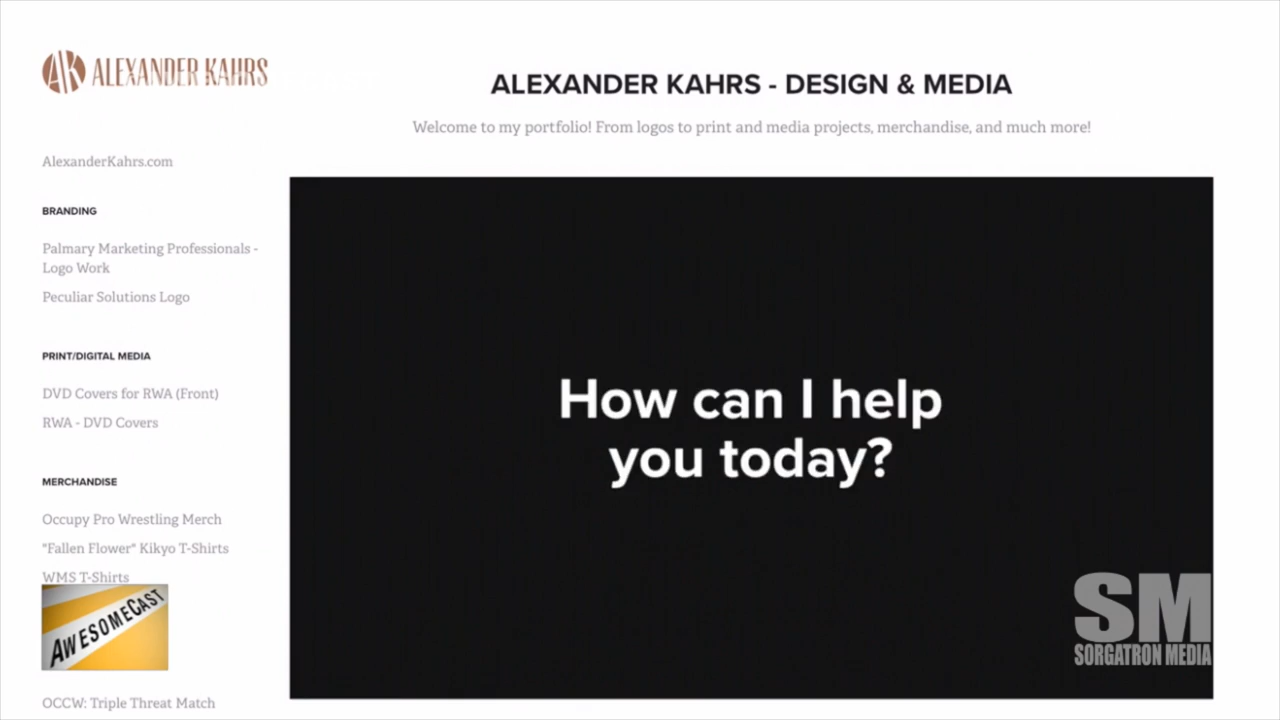 AK ALEXANDER KAHRS
ALEXANDER KAHRS - DESIGN & MEDIA
Welcome to my portfolio! From logos to print and media projects, merchandise, and much more!
AlexanderKahrs.com
BRANDING
Palmary Marketing Professionals -
Logo Work
Peculiar Solutions Logo
PRINT/DIGITAL MEDIA
DVD Covers for RWA (Front)
RWA - DVD Covers
MERCHANDISE
Occupy Pro Wrestling Merch
"Fallen Flower" Kikyo T-Shirts
WMS T-Shirts
AWESOMECAST
OCCW: Triple Threat Match
How can I help
you today?
SM
SORGATRON MEDIA